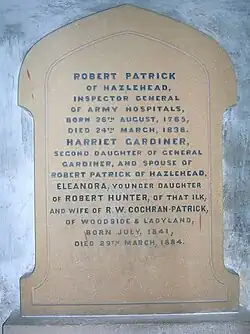 ROBERT PATRICK
OF HAZLEHEAD,
INSPECTOR GENERAL
OF ARMY HOSPITALS,
BORN 26TH AUGUST, 1765,
DIED 24TH MARCH, 1838.
HARRIET GARDINER,
SECOND DAUGHTER OF GENERAL
GARDINER, AND SPOUSE OF
ROBERT PATRICK OF HAZLEHEAD,
ELEANORA, YOUNGER DAUGHTER
OF ROBERT HUNTER, OF THAT ILK,
AND WIFE OF R. W. COCHRAN-PATRICK,
OF WOODSIDE & LADYLAND,
BORN JULY, 1841,
DIED 29TH MARCH, 1884.